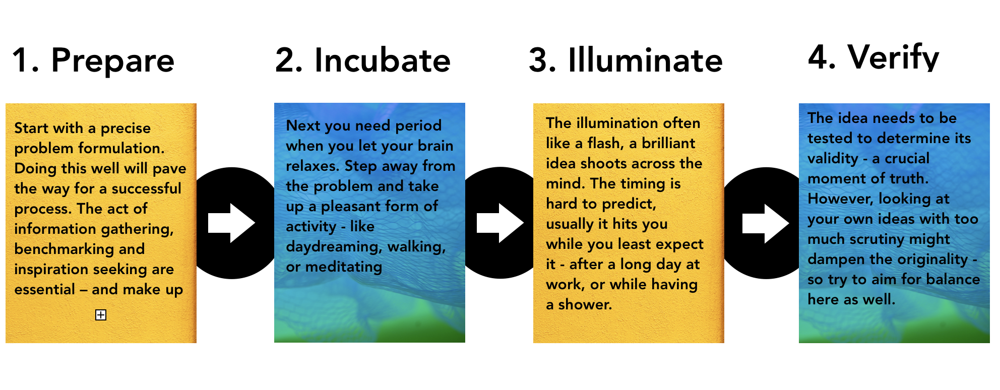 1. Prepare
Start with a precise
problem formulation.
Doing this well will pave
the way for a successful
process. The act of
information gathering,
benchmarking and
inspiration seeking are
essential – and make up
2. Incubate
Next you need period
when you let your brain
relaxes. Step away from
the problem and take
up a pleasant form of
activity - like
daydreaming, walking,
or meditating
3. Illuminate
The illumination often
like a flash, a brilliant
idea shoots across the
mind. The timing is
hard to predict,
usually it hits you
while you least expect
it - after a long day at
work, or while having
a shower.
4. Verify
The idea needs to be
tested to determine its
validity - a crucial
moment of truth.
However, looking at
your own ideas with too
much scrutiny might
dampen the originality -
so try to aim for balance
here as well.